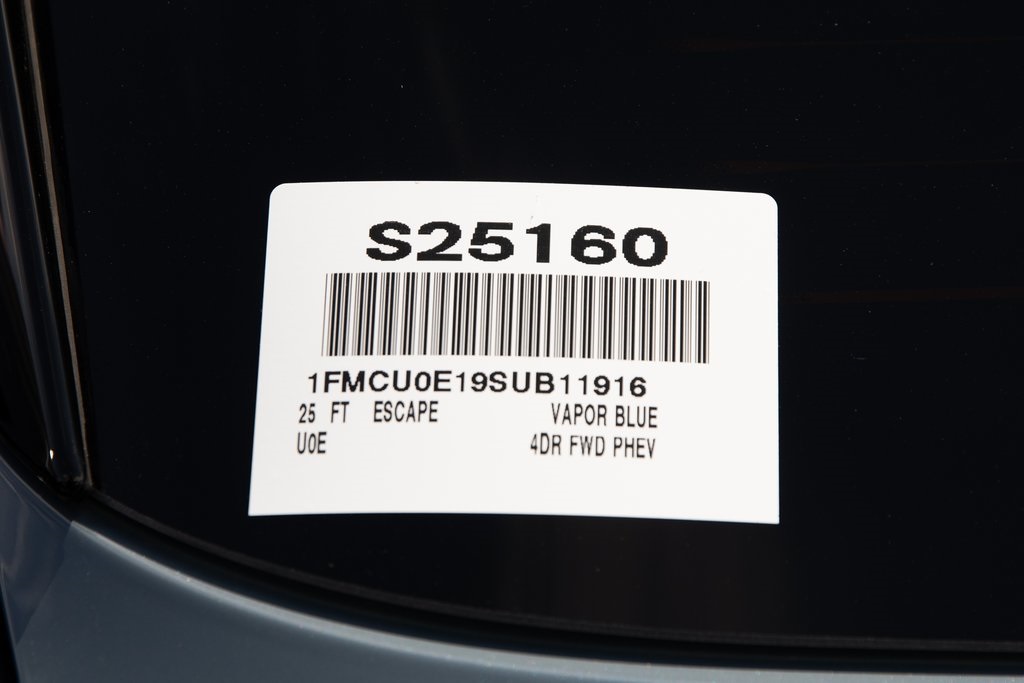 S25160
1FMCU0E19SUB11916
25 FT ESCAPE VAPOR BLUE
U0E 4DR FWD PHEV